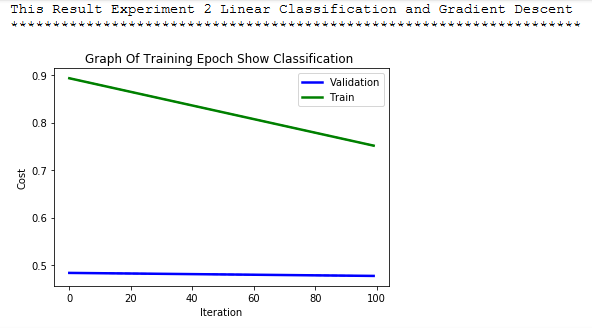 This Result Experiment 2 Linear Classification and Gradient Descent
*******************************************************************
Graph Of Training Epoch Show Classification
Validation
Train
0.9
0.8
0.7
0.6
0.5
Cost
0 20 40 60 80 100
Iteration